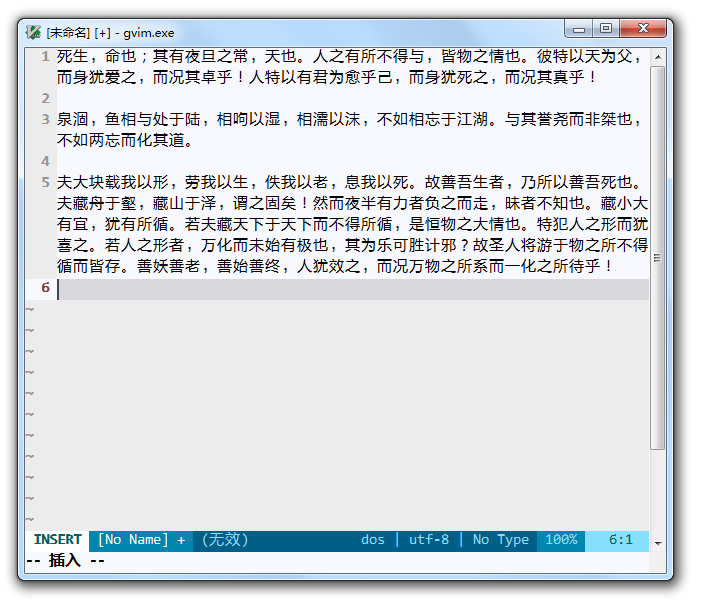 [未命名] [+] - gvim.exe
1 死生，命也；其有夜旦之常，天也。人之有所不得与，皆物之情也。彼特以天为父，
而身犹爱之，而况其卓乎！人特以有君为愈乎己，而身犹死之，而况其真乎！
2
3 泉涸，鱼相与处于陆，相呴以湿，相濡以沫，不如相忘于江湖。与其誉尧而非桀也，
不如两忘而化其道。
4
5 夫大块载我以形，劳我以生，佚我以老，息我以死。故善吾生者，乃所以善吾死也。
夫藏舟于壑，藏山于泽，谓之固矣！然而夜半有力者负之而走，昧者不知也。藏小大
有宜，犹有所循。若夫藏天下于天下而不得所循，是恒物之大情也。特犯人之形而犹
喜之。若人之形者，万化而未始有极也，其为乐可胜计邪？故圣人将游于物之所不得
循而皆存。善妖善老，善始善终，人犹效之，而况万物之所系而一化之所待乎！
6
~
~
~
~
~
~
~
~
~
~
~
INSERT [No Name] + (无效) dos | utf-8 | No Type 100% 6:1
-- 插入 --